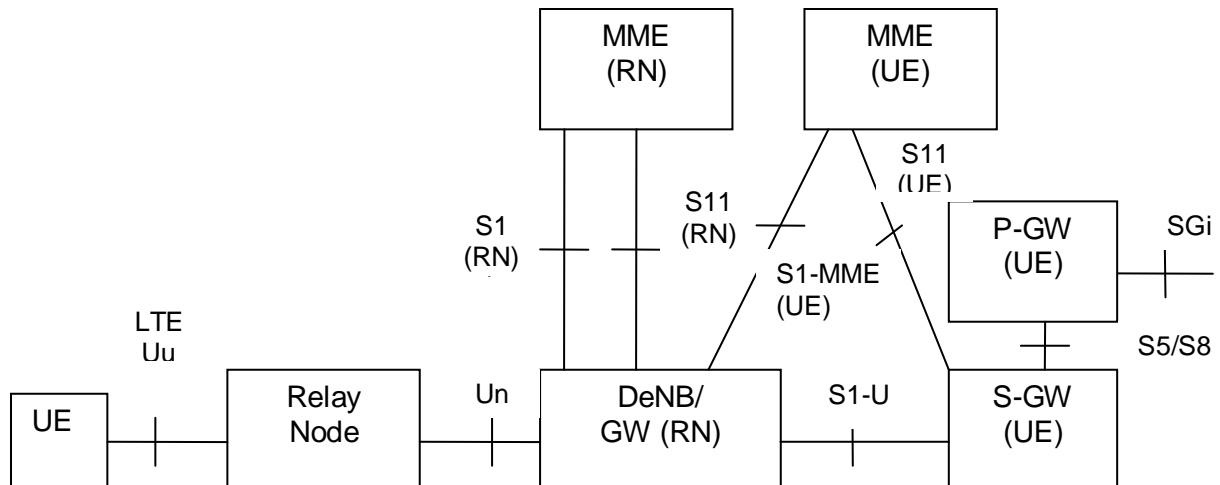 MME
(RN)
MME
(UE)
S11
(UE)
S1
(RN)
S11
(RN)
P-GW
(UE)
SGi
S1-MME
(UE)
LTE
Uu
S5/S8
UE
Relay
Node
Un
DeNB/
GW (RN)
S1-U
S-GW
(UE)